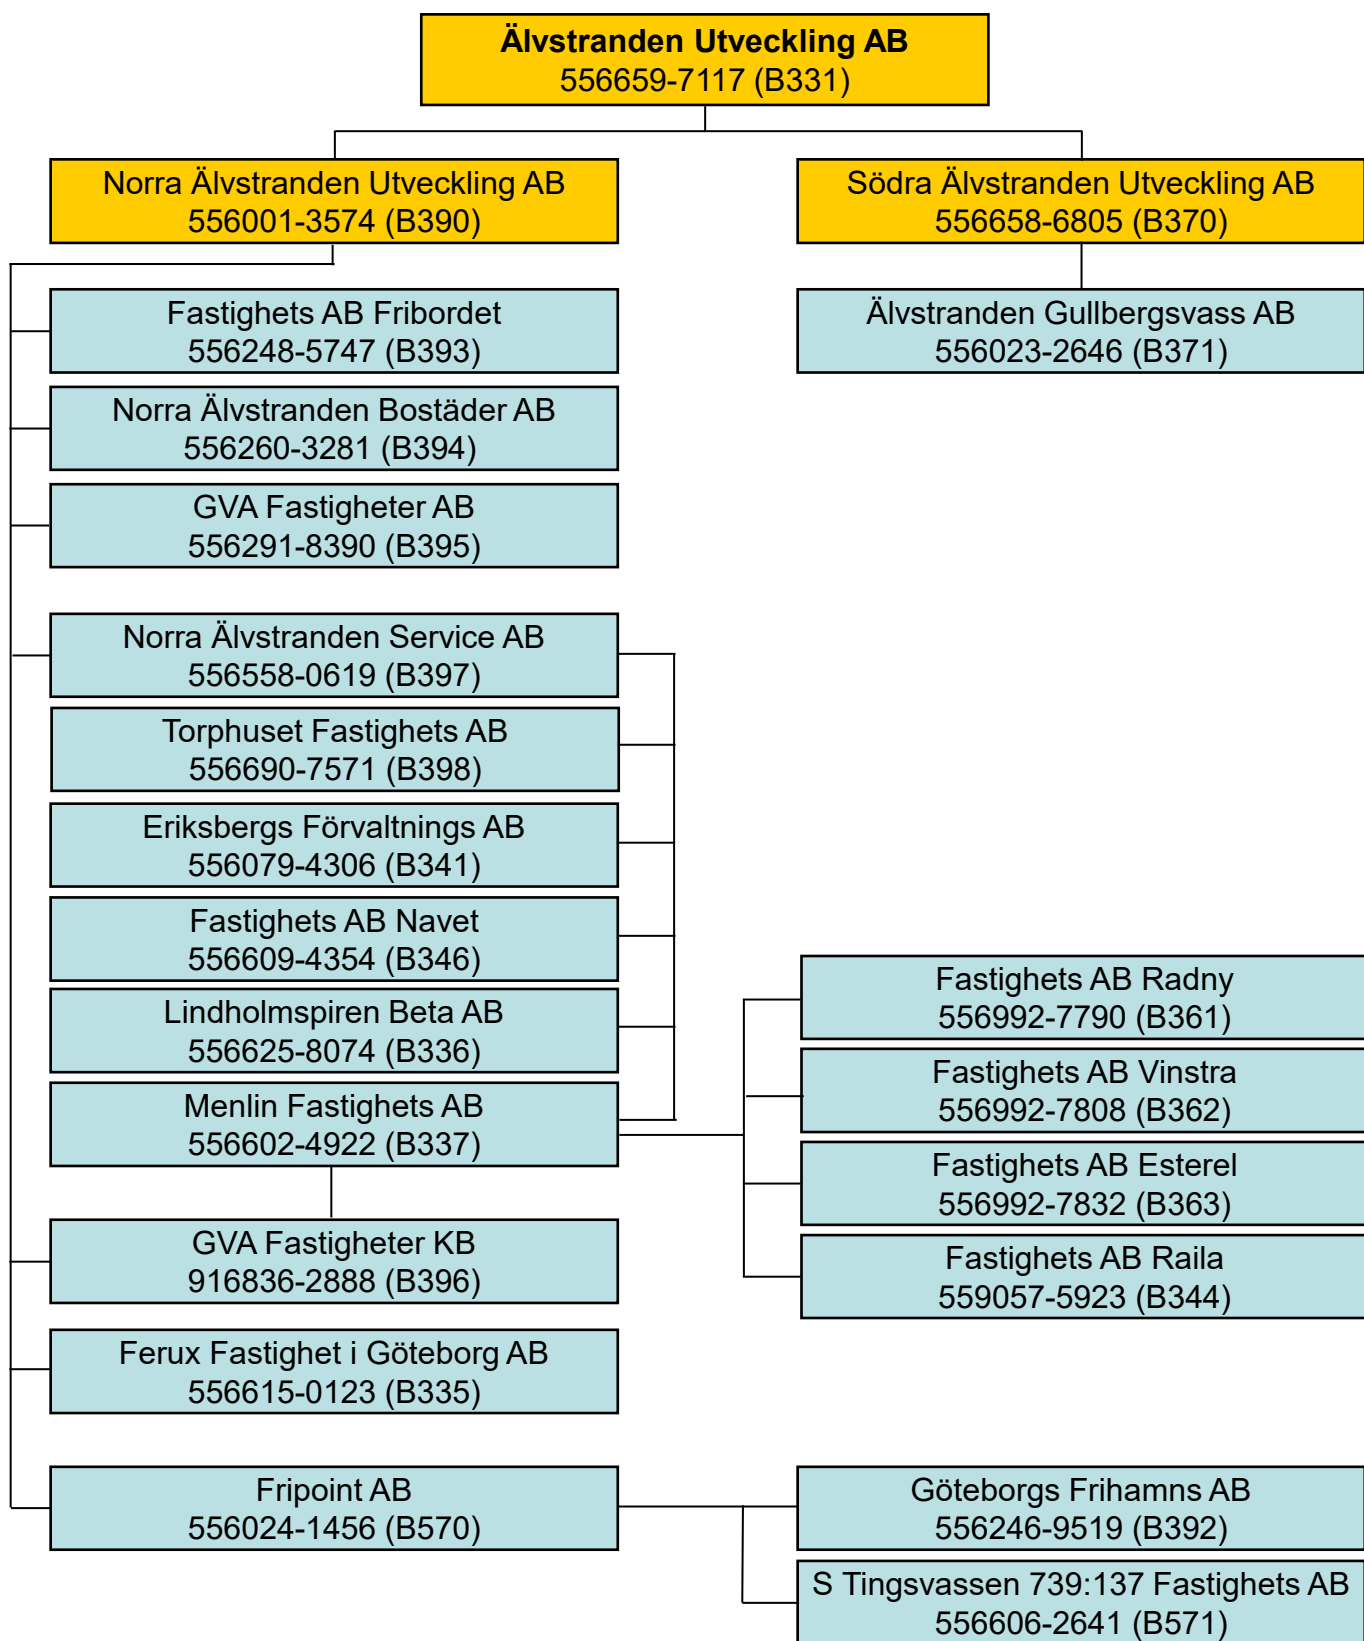 Älvstranden Utveckling AB
556659-7117 (B331)
Norra Älvstranden Utveckling AB
556001-3574 (B390)
Södra Älvstranden Utveckling AB
556658-6805 (B370)
Fastighets AB Fribordet
556248-5747 (B393)
Älvstranden Gullbergsvass AB
556023-2646 (B371)
Norra Älvstranden Bostäder AB
556260-3281 (B394)
GVA Fastigheter AB
556291-8390 (B395)
Norra Älvstranden Service AB
556558-0619 (B397)
Torphuset Fastighets AB
556690-7571 (B398)
Eriksbergs Förvaltnings AB
556079-4306 (B341)
Fastighets AB Navet
556609-4354 (B346)
Lindholmspiren Beta AB
556625-8074 (B336)
Menlin Fastighets AB
556602-4922 (B337)
Fastighets AB Radny
556992-7790 (B361)
Fastighets AB Vinstra
556992-7808 (B362)
Fastighets AB Esterel
556992-7832 (B363)
Fastighets AB Raila
559057-5923 (B344)
GVA Fastigheter KB
916836-2888 (B396)
Ferux Fastighet i Göteborg AB
556615-0123 (B335)
Fripoint AB
556024-1456 (B570)
Göteborgs Frihamns AB
556246-9519 (B392)
S Tingsvassen 739:137 Fastighets AB
556606-2641 (B571)